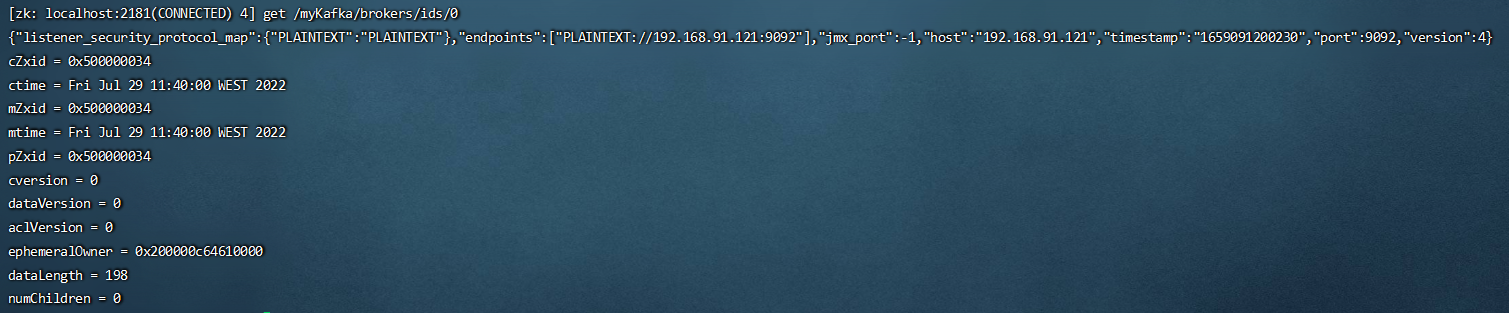 [zk: localhost:2181(CONNECTED) 4] get /myKafka/brokers/ids/0
{"listener_security_protocol_map":{"PLAINTEXT":"PLAINTEXT"},"endpoints":["PLAINTEXT://192.168.91.121:9092"],"jmx_port":-1,"host":"192.168.91.121","timestamp":"1659091200230","port":9092,"version":4}
cZxid = 0x500000034
ctime = Fri Jul 29 11:40:00 WEST 2022
mZxid = 0x500000034
mtime = Fri Jul 29 11:40:00 WEST 2022
pZxid = 0x500000034
cversion = 0
dataVersion = 0
aclVersion = 0
ephemeralOwner = 0x200000c64610000
dataLength = 198
numChildren = 0